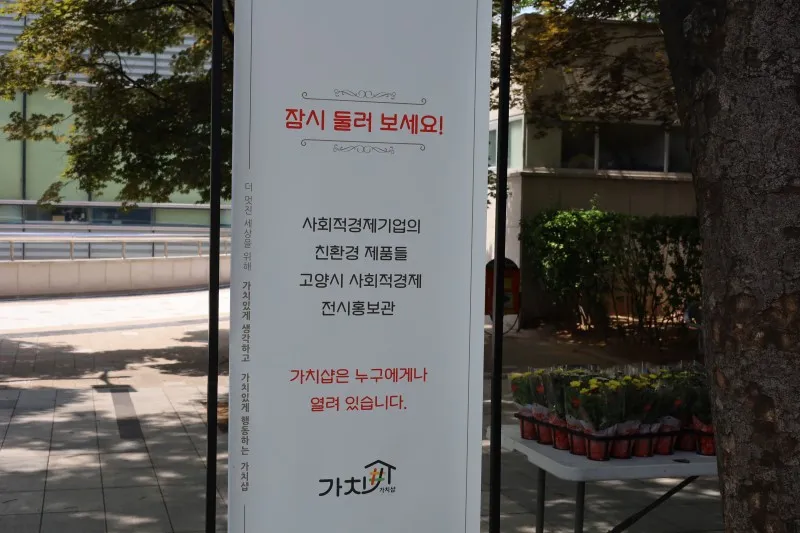 잠시 둘러 보세요!
사회적경제기업의
친환경 제품들
고양시 사회적경제
전시홍보관
가치샵은 누구에게나
열려 있습니다.
가치#
가치샵
더 멋진 세상을 위해 가치있게 생각하고 가치있게 행동하는 가치샵